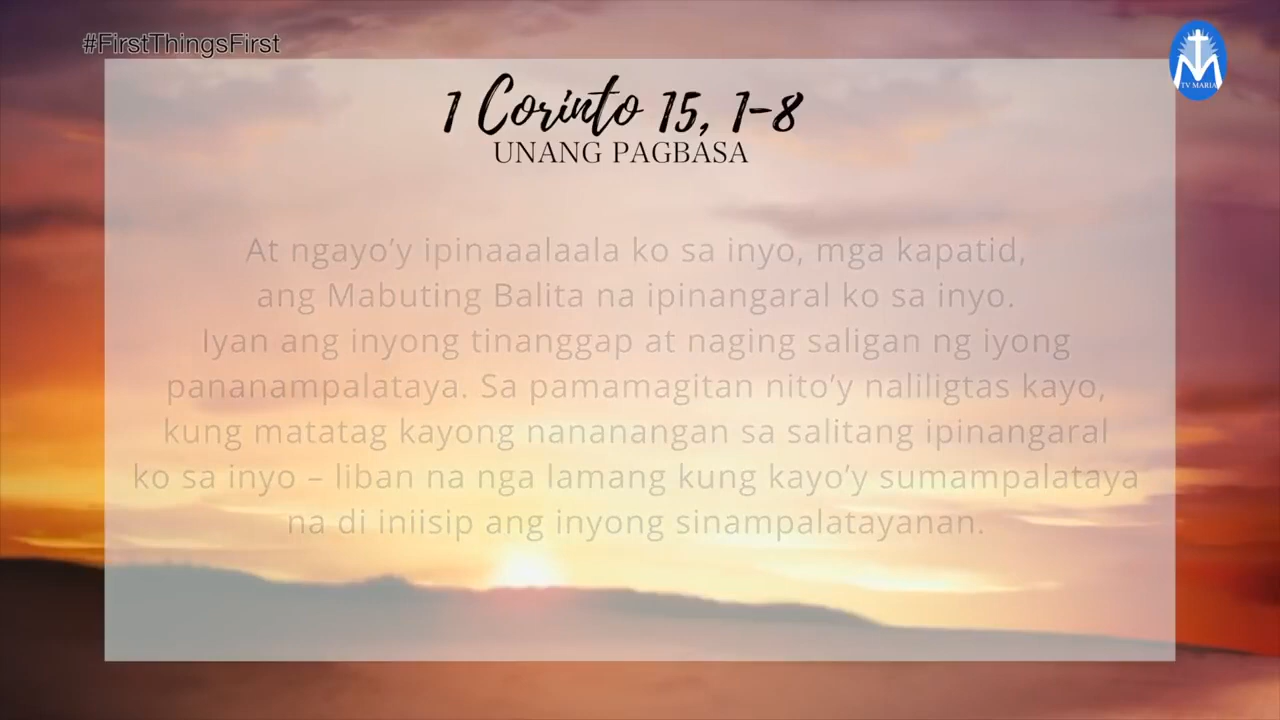 #FirstThingsFirst
TV MARIA
1 Corinto 15, 1-8
UNANG PAGBASA
At ngayo’y ipinaaalaala ko sa inyo, mga kapatid,
ang Mabuting Balita na ipinangaral ko sa inyo.
Iyan ang inyong tinanggap at naging saligan ng iyong
pananampalataya. Sa pamamagitan nito’y naliligtas kayo,
kung matatag kayong nananangan sa salitang ipinangaral
ko sa inyo – liban na nga lamang kung kayo’y sumampalataya
na di iniisip ang inyong sinampalatayanan.